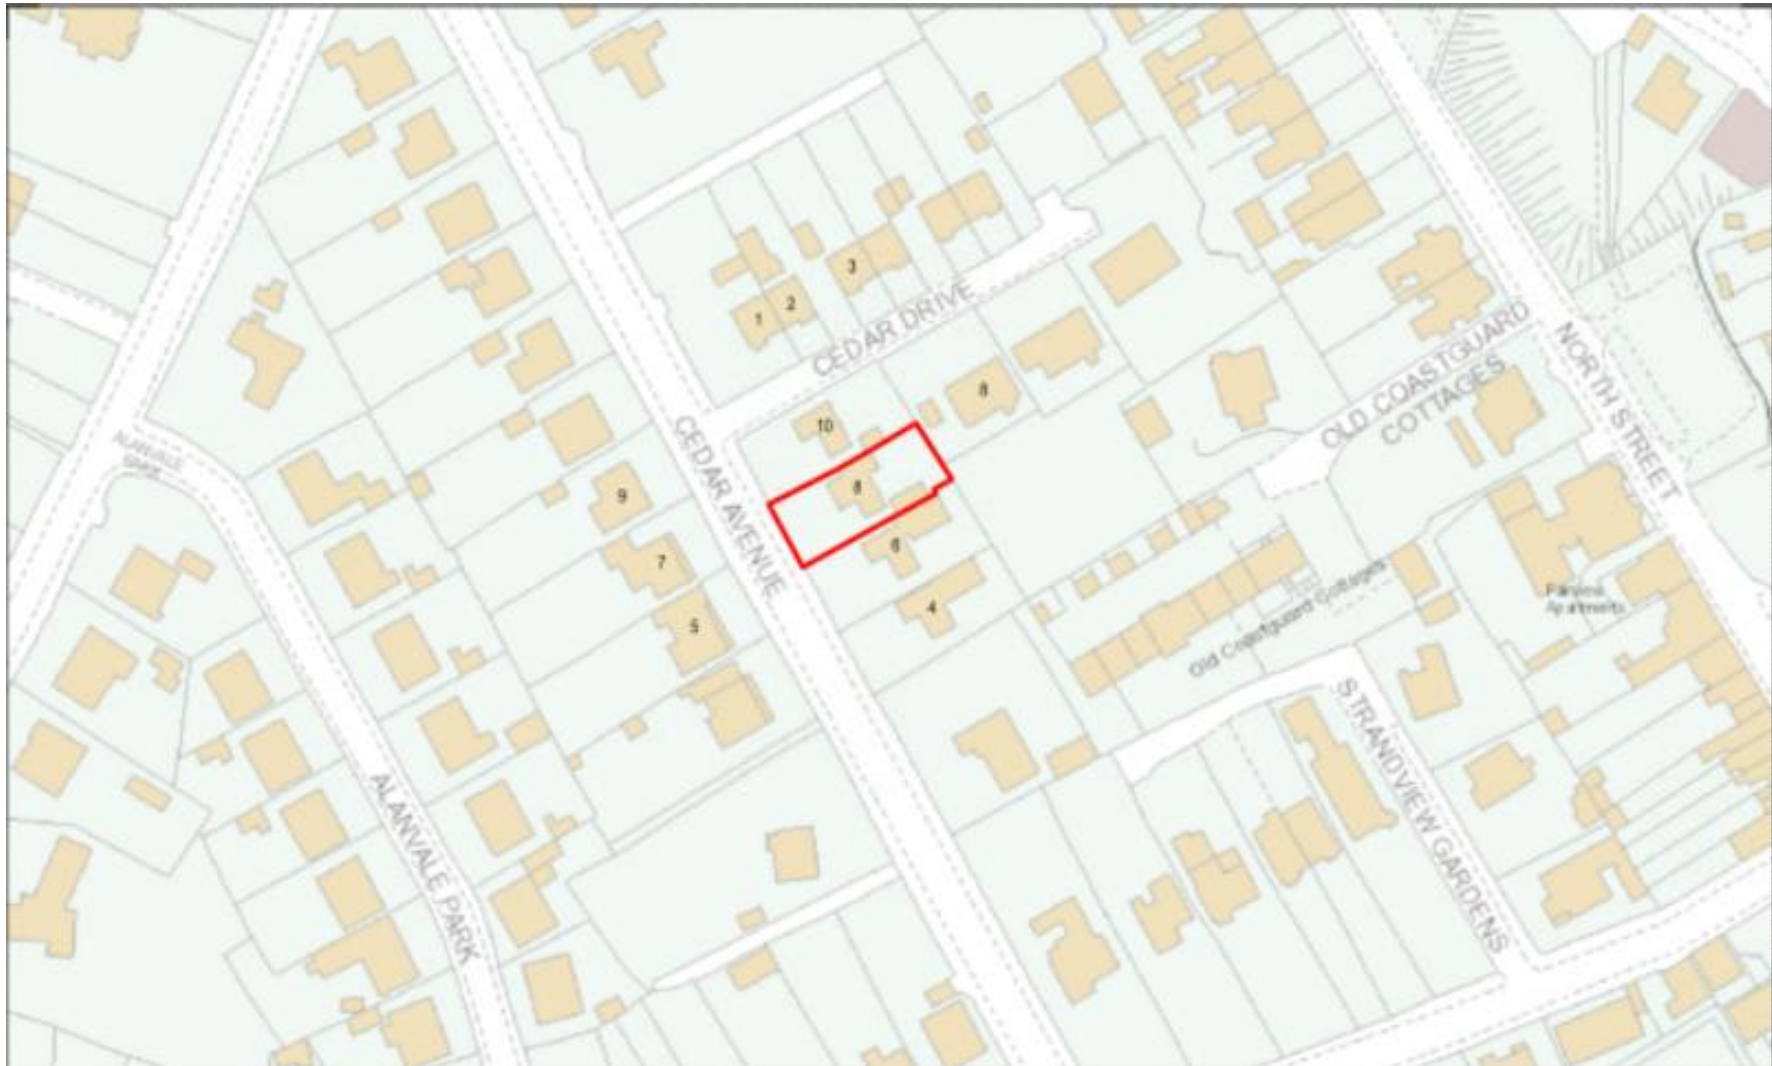 3
2
1
CEDAR DRIVE
8
10
8
6
4
CEDAR AVENUE
9
7
5
OLD COASTGUARD
COTTAGES
NORTH STREET
Old Coastguard Cottages
Apartments
STRANDVIEW GARDENS
ALANVALE PARK